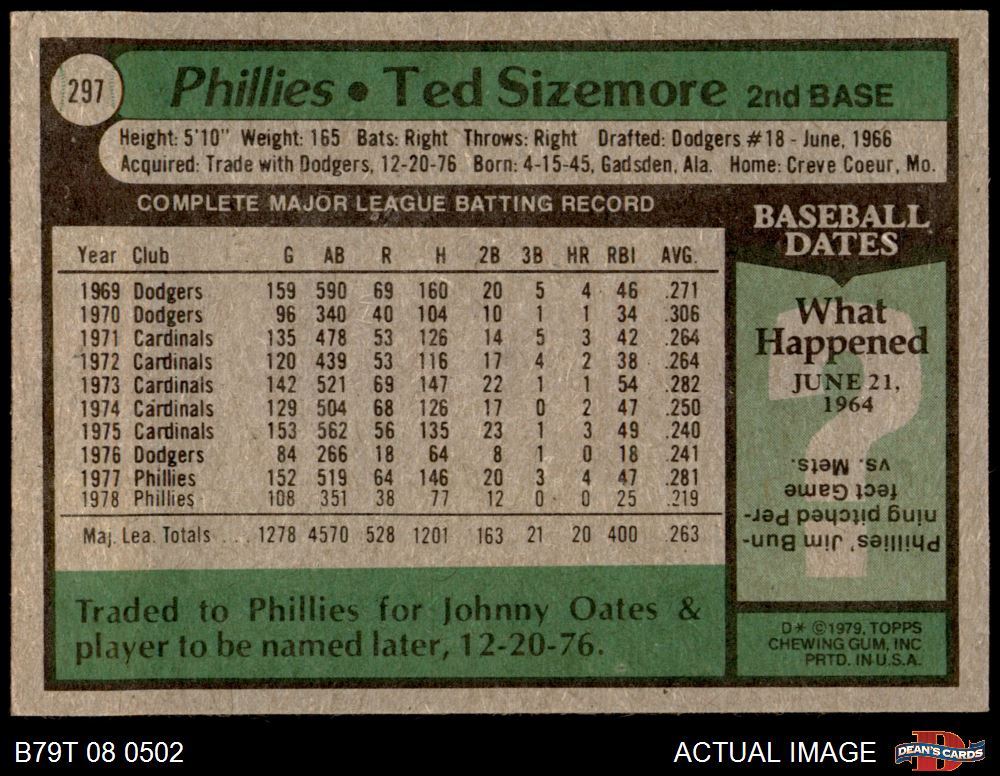 297
Phillies • Ted Sizemore 2nd BASE
Height: 5'10" Weight: 165 Bats: Right Throws: Right Drafted: Dodgers #18 - June, 1966
Acquired: Trade with Dodgers, 12-20-76 Born: 4-15-45, Gadsden, Ala. Home: Creve Coeur, Mo.
COMPLETE MAJOR LEAGUE BATTING RECORD
Year Club G AB R H 2B 3B HR RBI AVG.
1969 Dodgers 159 590 69 160 20 5 4 46 .271
1970 Dodgers 96 340 40 104 10 1 1 34 .306
1971 Cardinals 135 478 53 126 14 5 3 42 .264
1972 Cardinals 120 439 53 116 17 4 2 38 .264
1973 Cardinals 142 521 69 147 22 1 1 54 .282
1974 Cardinals 129 504 68 126 17 0 2 47 .250
1975 Cardinals 153 562 56 135 23 1 3 49 .240
1976 Dodgers 84 266 18 64 8 1 0 18 .241
1977 Phillies 152 519 64 146 20 3 4 47 .281
1978 Phillies 108 351 38 77 12 0 0 25 .219
Maj. Lea. Totals ... 1278 4570 528 1201 163 21 20 400 .263
Traded to Phillies for Johnny Oates &
player to be named later, 12-20-76.
BASEBALL
DATES
What
Happened
JUNE 21,
1964
Phillies' Jim Bun-
ning pitched Per-
fect Game
vs. Mets.
D* ©1979, TOPPS
CHEWING GUM, INC
PRTD. IN U.S.A.
B79T 08 0502
ACTUAL IMAGE
DEAN'S CARDS